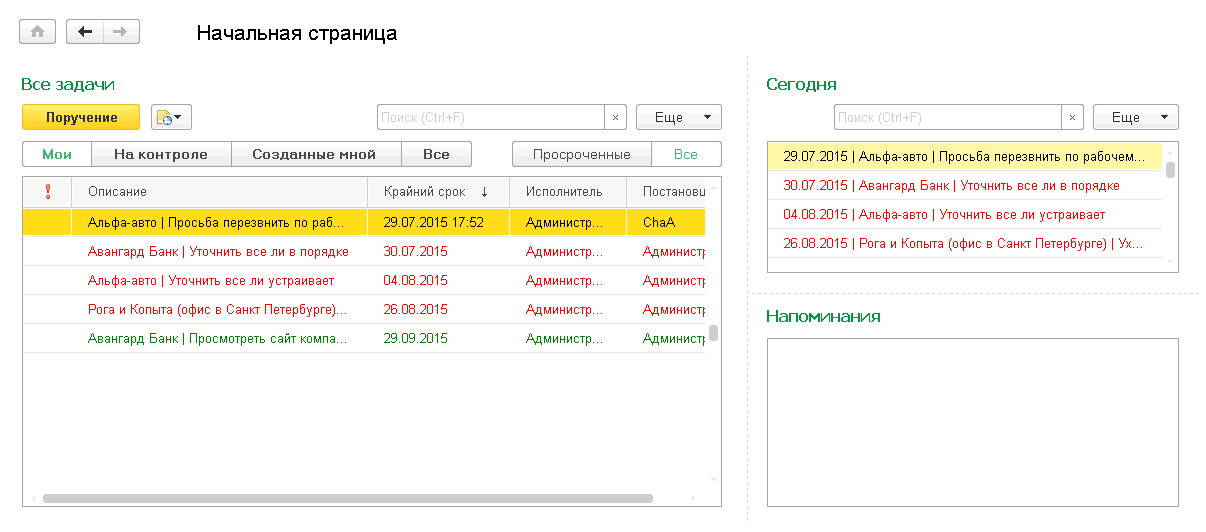 Начальная страница
Все задачи
Поручение
Поиск (Ctrl+F)
×
Еще
Мои
На контроле
Созданные мной
Все
Просроченные
Все
Описание
Крайний срок ↓
Исполнитель
Постановщ
Альфа-авто | Просьба перезвнить по раб... 29.07.2015 17:52 Администр... ChaA
Авангард Банк | Уточнить все ли в порядке 30.07.2015 Администр... Администр
Альфа-авто | Уточнить все ли устраивает 04.08.2015 Администр... Администр
Рога и Копыта (офис в Санкт Петербурге)... 26.08.2015 Администр... Администр
Авангард Банк | Просмотреть сайт компа... 29.09.2015 Администр... Администр
Сегодня
Поиск (Ctrl+F)
×
Еще
29.07.2015 | Альфа-авто | Просьба перезвнить по рабочем...
30.07.2015 | Авангард Банк | Уточнить все ли в порядке
04.08.2015 | Альфа-авто | Уточнить все ли устраивает
26.08.2015 | Рога и Копыта (офис в Санкт Петербурге) | Ух...
Напоминания